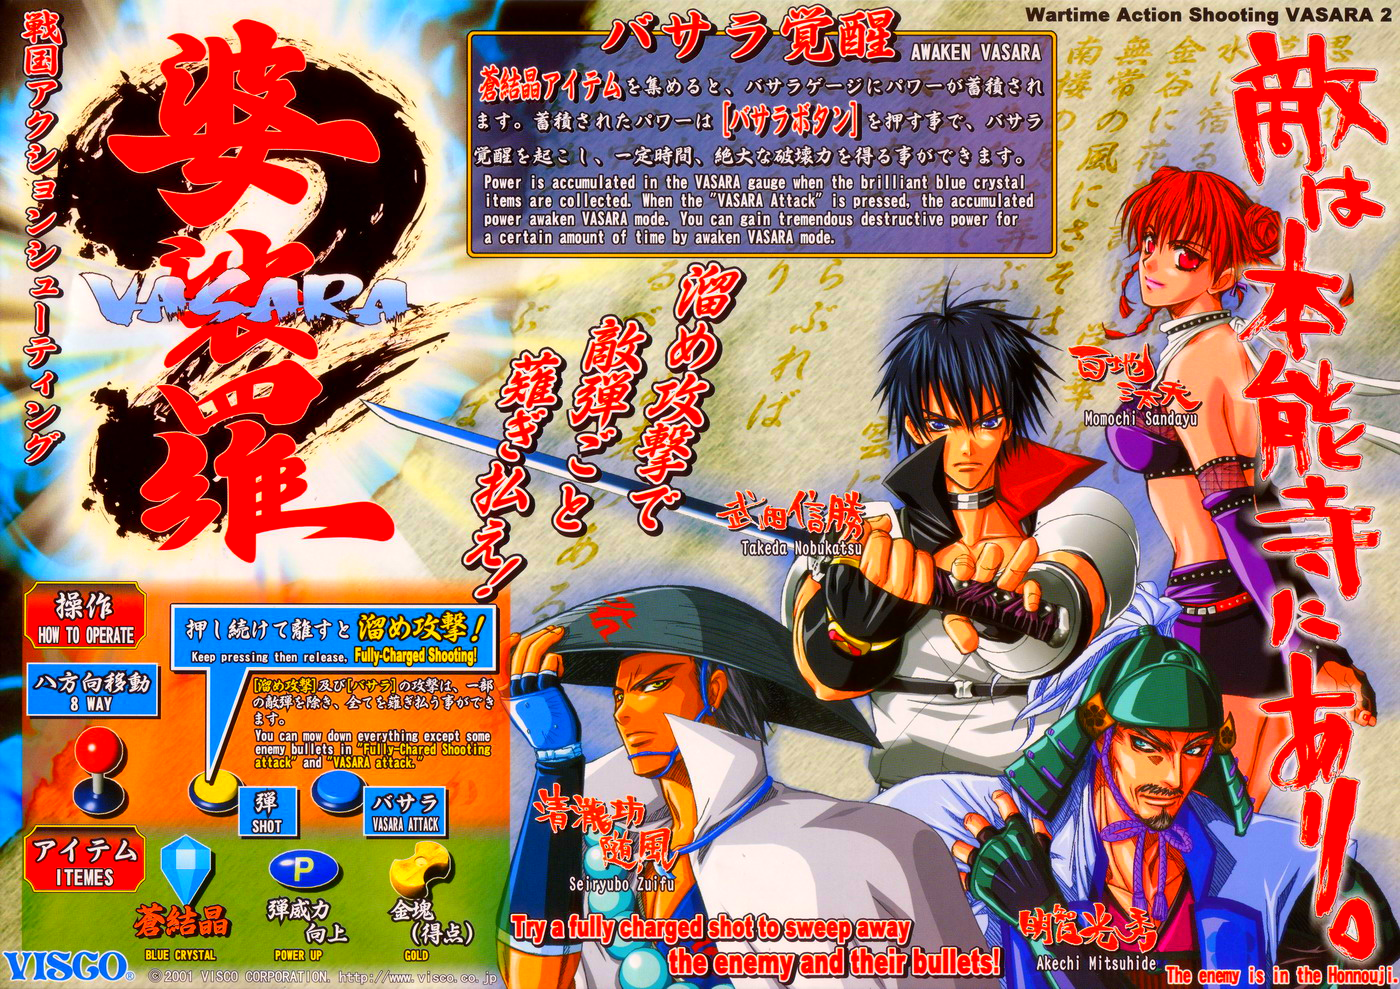 Wartime Action Shooting VASARA 2
戦国アクションシューティング
婆裟羅
2
VASARA
バサラ覚醒
AWAKEN VASARA
蒼結晶アイテムを集めると、バサラゲージにパワーが蓄積され
ます。蓄積されたパワーは［バサラボタン］を押す事で、バサラ
覚醒を起こし、一定時間、絶大な破壊力を得る事ができます。
Power is accumulated in the VASARA gauge when the brilliant blue crystal
items are collected. When the "VASARA Attack" is pressed, the accumulated
power awaken VASARA mode. You can gain tremendous destructive power for
a certain amount of time by awaken VASARA mode.
敵は本能寺にあり。
溜め攻撃で
敵弾ごと
薙ぎ払え！
百地
Momochi Sandayu
武田信勝
Takeda Nobukatsu
清瀧坊
随風
Seiryubo Zuifu
明智光秀
Akechi Mitsuhide
操作
HOW TO OPERATE
八方向移動
8 WAY
押し続けて離すと溜め攻撃！
Keep pressing then release. Fully-Charged Shooting!
［溜め攻撃］及び［バサラ］の攻撃は、一部
の敵弾を除き、全てを薙ぎ払う事ができ
ます。
You can mow down everything except some
enemy bullets in "Fully-Chared Shooting
attack" and "VASARA attack."
弾
SHOT
バサラ
VASARA ATTACK
アイテム
ITEMES
蒼結晶
BLUE CRYSTAL
P
弾威力
向上
POWER UP
金塊
（得点）
GOLD
Try a fully charged shot to sweep away
the enemy and their bullets!
The enemy is in the Honnouji.
VISCO®
©2001 VISCO CORPORATION. http://www.visco.co.jp